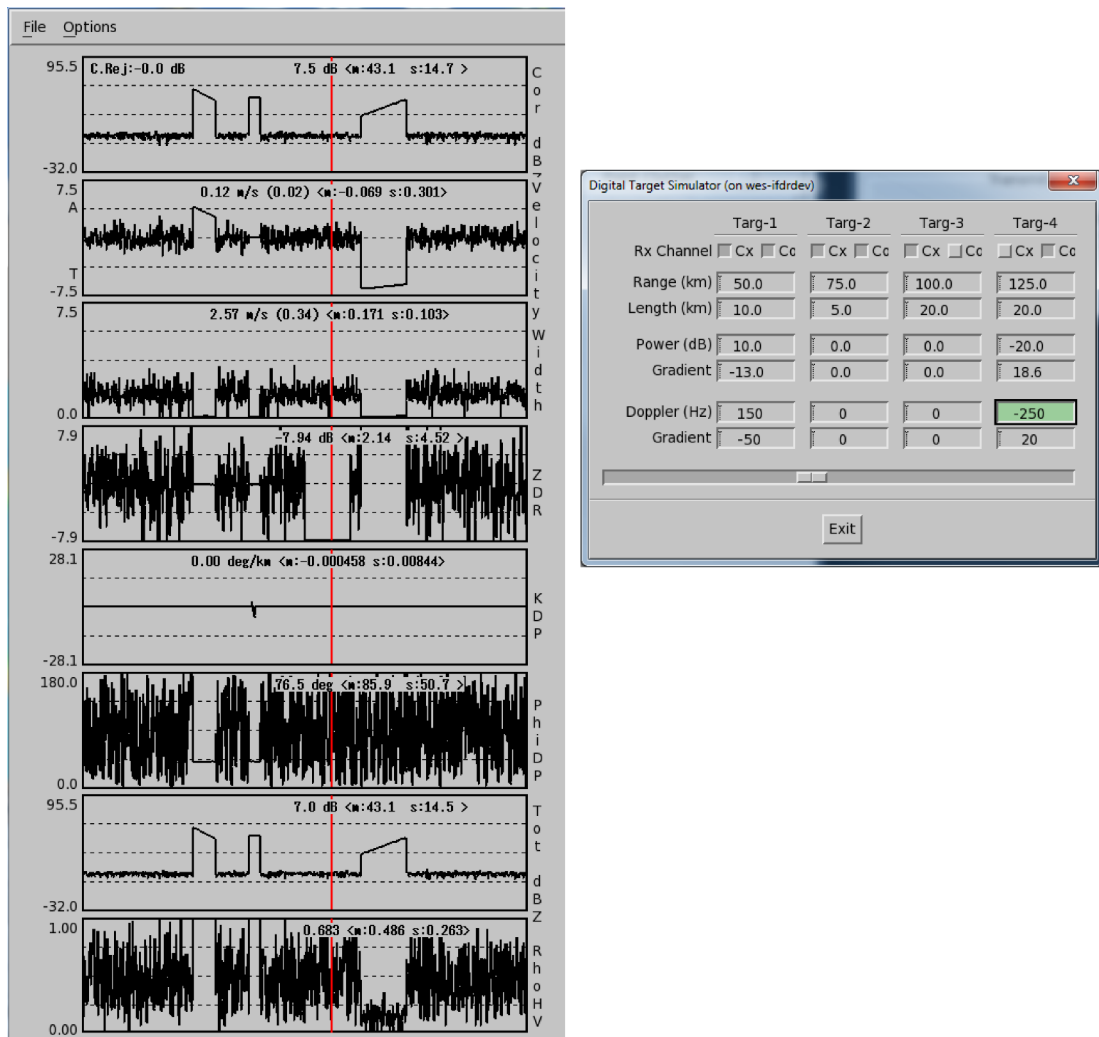 File Options
95.5 C.Rej:-0.0 dB 7.5 dB <m:43.1 s:14.7 >
-32.0
Cor dBZ
7.5 0.12 m/s (0.02) <m:-0.069 s:0.301>
A
T
-7.5
Velocity
7.5 2.57 m/s (0.34) <m:0.171 s:0.103>
0.0
Width
7.9 -7.94 dB <m:2.14 s:4.52 >
-7.9
ZDR
28.1 0.00 deg/km <m:-0.000458 s:0.00844>
-28.1
KDP
180.0 76.5 deg <m:85.9 s:50.7 >
0.0
PhiDP
95.5 7.0 dB <m:43.1 s:14.5 >
-32.0
Tot dBZ
1.00 0.683 <m:0.486 s:0.263>
0.00
RhoHV
Digital Target Simulator (on wes-ifdrdev)
Targ-1 Targ-2 Targ-3 Targ-4
Rx Channel Cx Co Cx Co Cx Co Cx Co
Range (km) 50.0 75.0 100.0 125.0
Length (km) 10.0 5.0 20.0 20.0
Power (dB) 10.0 0.0 0.0 -20.0
Gradient -13.0 0.0 0.0 18.6
Doppler (Hz) 150 0 0 -250
Gradient -50 0 0 20
Exit